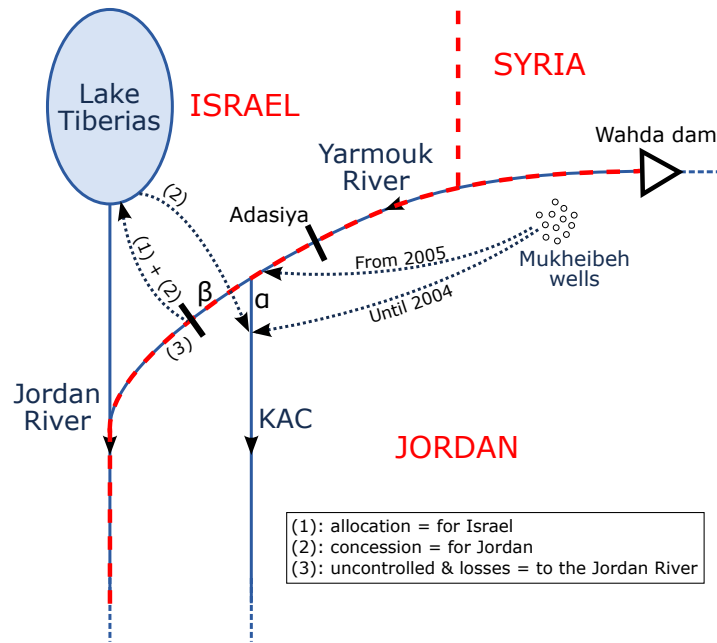 SYRIA
Lake
Tiberias
ISRAEL
Wahda dam
Yarmouk
River
(2)
Adasiya
From 2005
Mukheibeh
wells
(1) + (2)
β
α
Until 2004
(3)
Jordan
River
KAC
JORDAN
(1): allocation = for Israel
(2): concession = for Jordan
(3): uncontrolled & losses = to the Jordan River